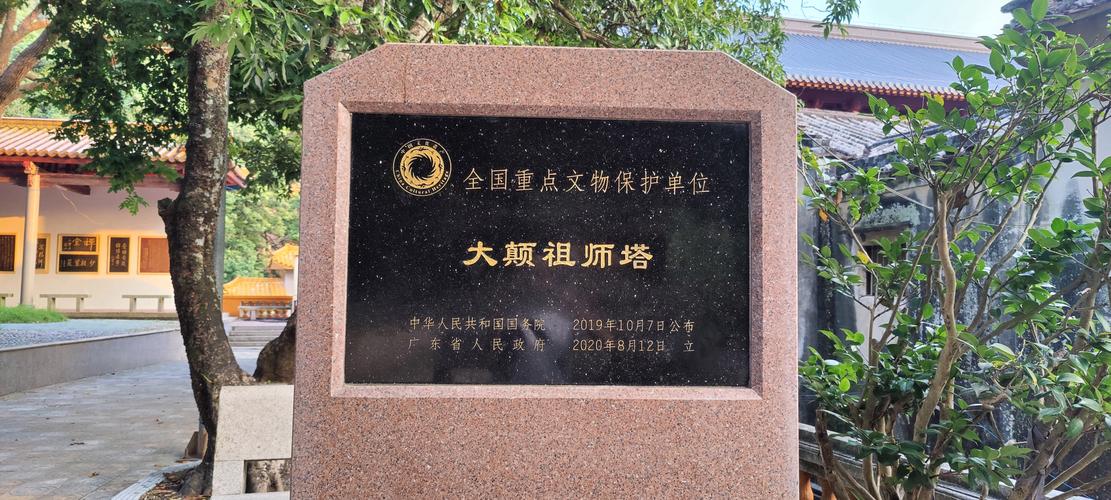 全国重点文物保护单位
大颠祖师塔
中华人民共和国国务院 2019年10月7日公布
广东省人民政府 2020年8月12日 立